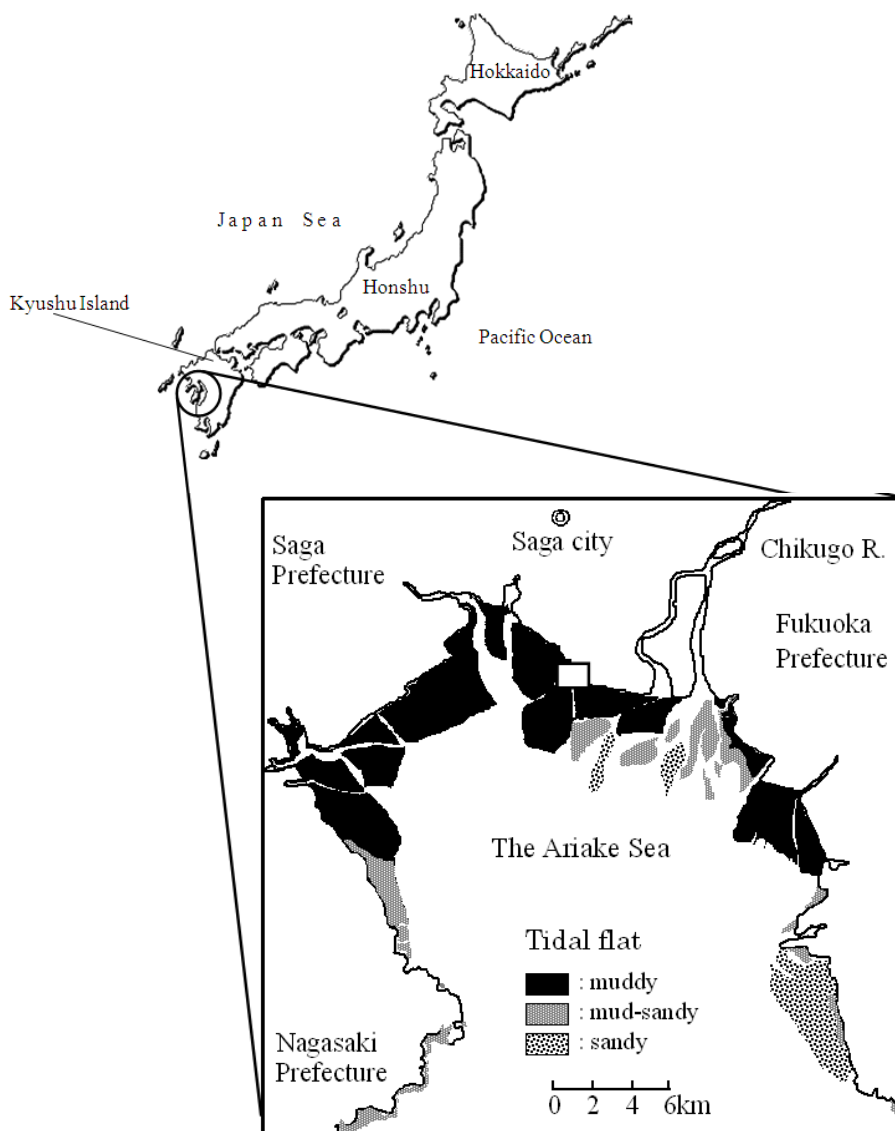 Hokkaido
Japan Sea
Honshu
Kyushu Island
Pacific Ocean
Saga city
Chikugo R.
Saga
Prefecture
Fukuoka
Prefecture
The Ariake Sea
Tidal flat
: muddy
: mud-sandy
: sandy
Nagasaki
Prefecture
0 2 4 6km